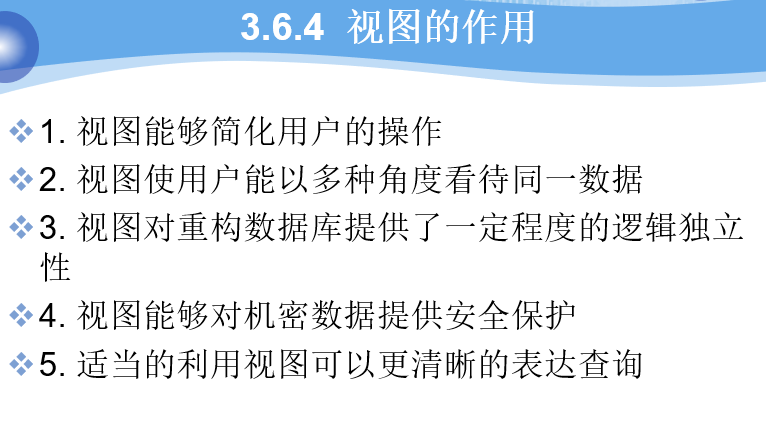 3.6.4 视图的作用
1. 视图能够简化用户的操作
2. 视图使用户能以多种角度看待同一数据
3. 视图对重构数据库提供了一定程度的逻辑独立
性
4. 视图能够对机密数据提供安全保护
5. 适当的利用视图可以更清晰的表达查询